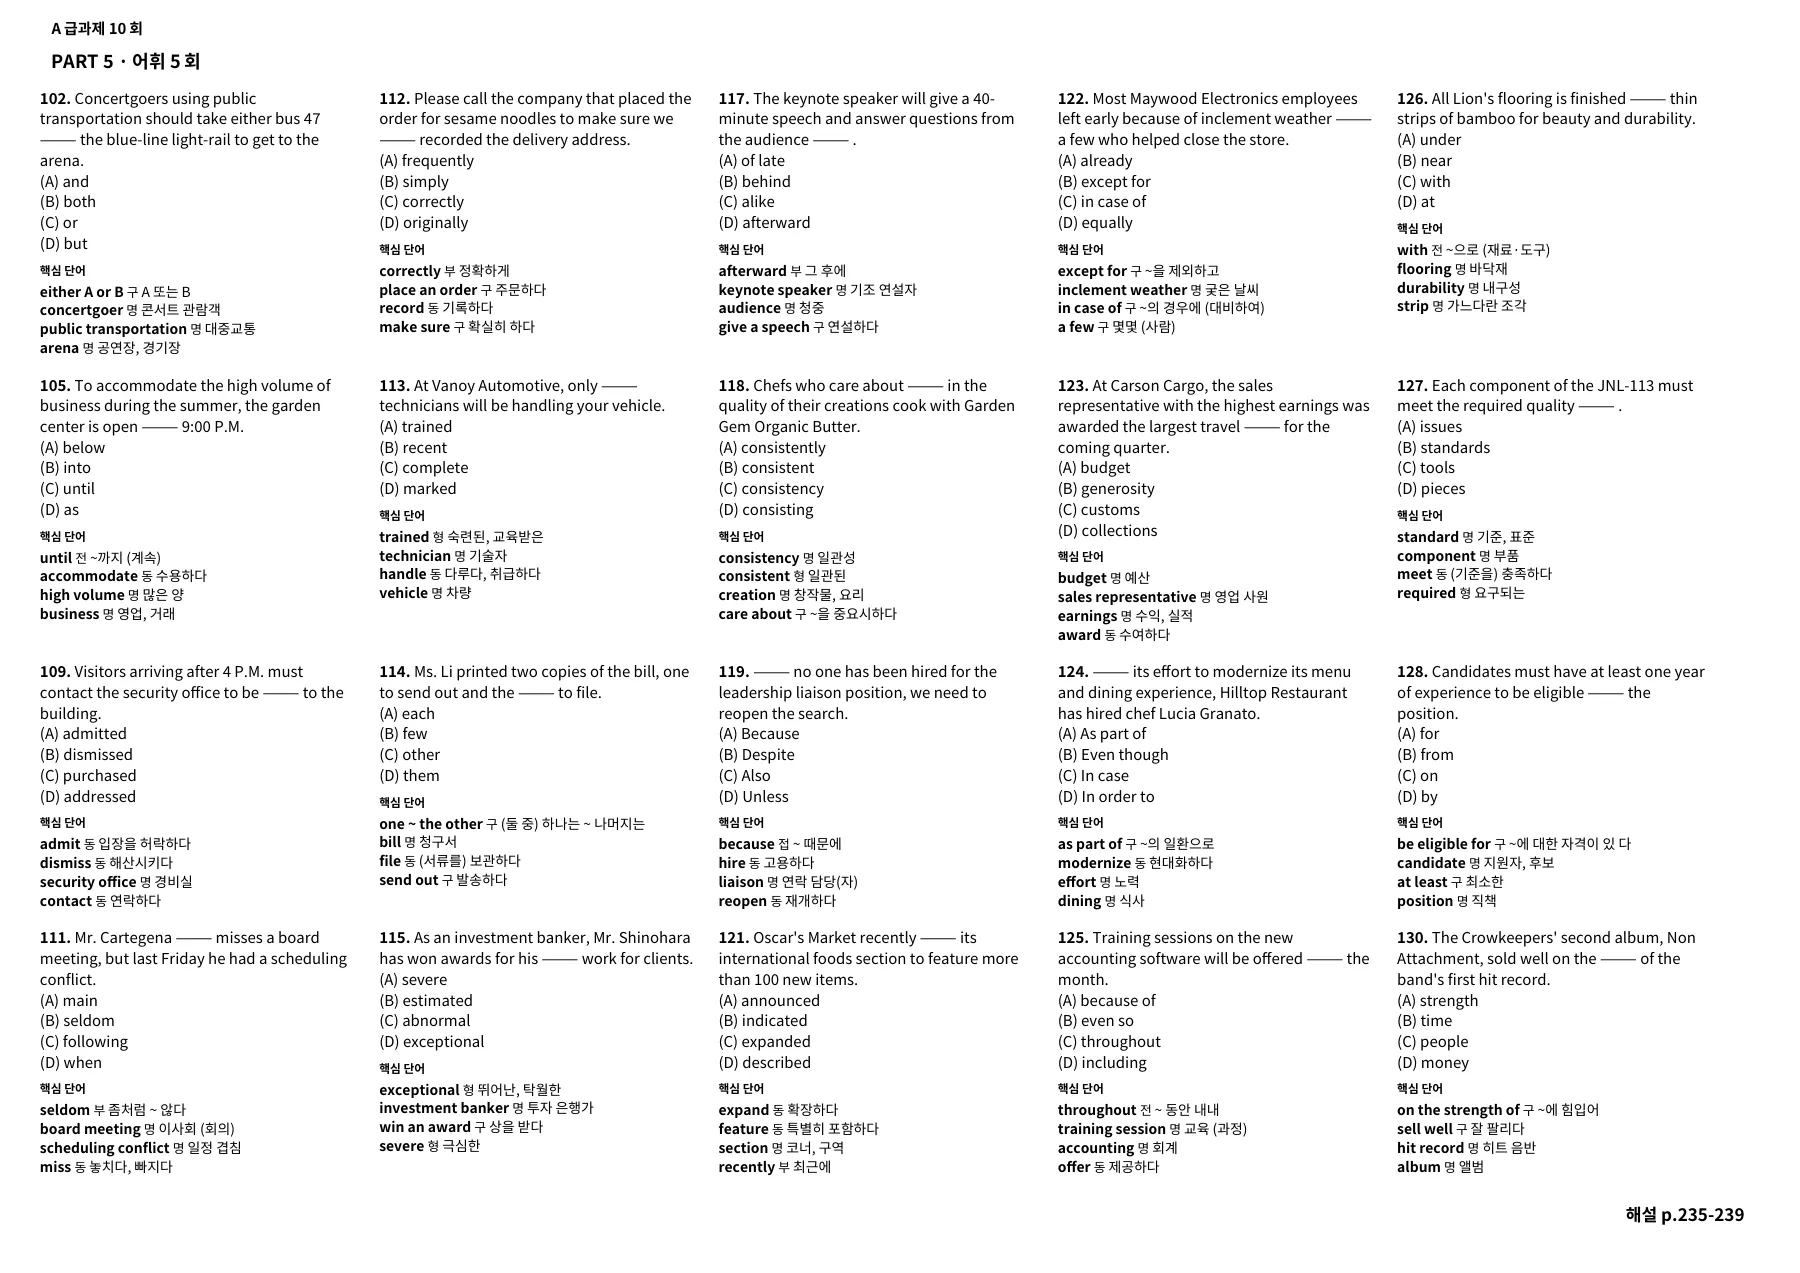 A 급과제 10 회
PART 5 · 어휘 5 회
102. Concertgoers using public
transportation should take either bus 47
—— the blue-line light-rail to get to the
arena.
(A) and
(B) both
(C) or
(D) but
핵심 단어
either A or B 구 A 또는 B
concertgoer 명 콘서트 관람객
public transportation 명 대중교통
arena 명 공연장, 경기장
105. To accommodate the high volume of
business during the summer, the garden
center is open —— 9:00 P.M.
(A) below
(B) into
(C) until
(D) as
핵심 단어
until 전 ~까지 (계속)
accommodate 동 수용하다
high volume 명 많은 양
business 명 영업, 거래
109. Visitors arriving after 4 P.M. must
contact the security office to be —— to the
building.
(A) admitted
(B) dismissed
(C) purchased
(D) addressed
핵심 단어
admit 동 입장을 허락하다
dismiss 동 해산시키다
security office 명 경비실
contact 동 연락하다
111. Mr. Cartegena —— misses a board
meeting, but last Friday he had a scheduling
conflict.
(A) main
(B) seldom
(C) following
(D) when
핵심 단어
seldom 부 좀처럼 ~ 않다
board meeting 명 이사회 (회의)
scheduling conflict 명 일정 겹침
miss 동 놓치다, 빠지다
112. Please call the company that placed the
order for sesame noodles to make sure we
—— recorded the delivery address.
(A) frequently
(B) simply
(C) correctly
(D) originally
핵심 단어
correctly 부 정확하게
place an order 구 주문하다
record 동 기록하다
make sure 구 확실히 하다
113. At Vanoy Automotive, only ——
technicians will be handling your vehicle.
(A) trained
(B) recent
(C) complete
(D) marked
핵심 단어
trained 형 숙련된, 교육받은
technician 명 기술자
handle 동 다루다, 취급하다
vehicle 명 차량
114. Ms. Li printed two copies of the bill, one
to send out and the —— to file.
(A) each
(B) few
(C) other
(D) them
핵심 단어
one ~ the other 구 (둘 중) 하나는 ~ 나머지는
bill 명 청구서
file 동 (서류를) 보관하다
send out 구 발송하다
115. As an investment banker, Mr. Shinohara
has won awards for his —— work for clients.
(A) severe
(B) estimated
(C) abnormal
(D) exceptional
핵심 단어
exceptional 형 뛰어난, 탁월한
investment banker 명 투자 은행가
win an award 구 상을 받다
severe 형 극심한
117. The keynote speaker will give a 40-
minute speech and answer questions from
the audience —— .
(A) of late
(B) behind
(C) alike
(D) afterward
핵심 단어
afterward 부 그 후에
keynote speaker 명 기조 연설자
audience 명 청중
give a speech 구 연설하다
118. Chefs who care about —— in the
quality of their creations cook with Garden
Gem Organic Butter.
(A) consistently
(B) consistent
(C) consistency
(D) consisting
핵심 단어
consistency 명 일관성
consistent 형 일관된
creation 명 창작물, 요리
care about 구 ~을 중요시하다
119. —— no one has been hired for the
leadership liaison position, we need to
reopen the search.
(A) Because
(B) Despite
(C) Also
(D) Unless
핵심 단어
because 접 ~ 때문에
hire 동 고용하다
liaison 명 연락 담당(자)
reopen 동 재개하다
121. Oscar's Market recently —— its
international foods section to feature more
than 100 new items.
(A) announced
(B) indicated
(C) expanded
(D) described
핵심 단어
expand 동 확장하다
feature 동 특별히 포함하다
section 명 코너, 구역
recently 부 최근에
122. Most Maywood Electronics employees
left early because of inclement weather ——
a few who helped close the store.
(A) already
(B) except for
(C) in case of
(D) equally
핵심 단어
except for 구 ~을 제외하고
inclement weather 명 궂은 날씨
in case of 구 ~의 경우에 (대비하여)
a few 구 몇몇 (사람)
123. At Carson Cargo, the sales
representative with the highest earnings was
awarded the largest travel —— for the
coming quarter.
(A) budget
(B) generosity
(C) customs
(D) collections
핵심 단어
budget 명 예산
sales representative 명 영업 사원
earnings 명 수익, 실적
award 동 수여하다
124. —— its effort to modernize its menu
and dining experience, Hilltop Restaurant
has hired chef Lucia Granato.
(A) As part of
(B) Even though
(C) In case
(D) In order to
핵심 단어
as part of 구 ~의 일환으로
modernize 동 현대화하다
effort 명 노력
dining 명 식사
125. Training sessions on the new
accounting software will be offered —— the
month.
(A) because of
(B) even so
(C) throughout
(D) including
핵심 단어
throughout 전 ~ 동안 내내
training session 명 교육 (과정)
accounting 명 회계
offer 동 제공하다
126. All Lion's flooring is finished —— thin
strips of bamboo for beauty and durability.
(A) under
(B) near
(C) with
(D) at
핵심 단어
with 전 ~으로 (재료·도구)
flooring 명 바닥재
durability 명 내구성
strip 명 가느다란 조각
127. Each component of the JNL-113 must
meet the required quality —— .
(A) issues
(B) standards
(C) tools
(D) pieces
핵심 단어
standard 명 기준, 표준
component 명 부품
meet 동 (기준을) 충족하다
required 형 요구되는
128. Candidates must have at least one year
of experience to be eligible —— the
position.
(A) for
(B) from
(C) on
(D) by
핵심 단어
be eligible for 구 ~에 대한 자격이 있 다
candidate 명 지원자, 후보
at least 구 최소한
position 명 직책
130. The Crowkeepers' second album, Non
Attachment, sold well on the —— of the
band's first hit record.
(A) strength
(B) time
(C) people
(D) money
핵심 단어
on the strength of 구 ~에 힘입어
sell well 구 잘 팔리다
hit record 명 히트 음반
album 명 앨범
해설 p.235-239